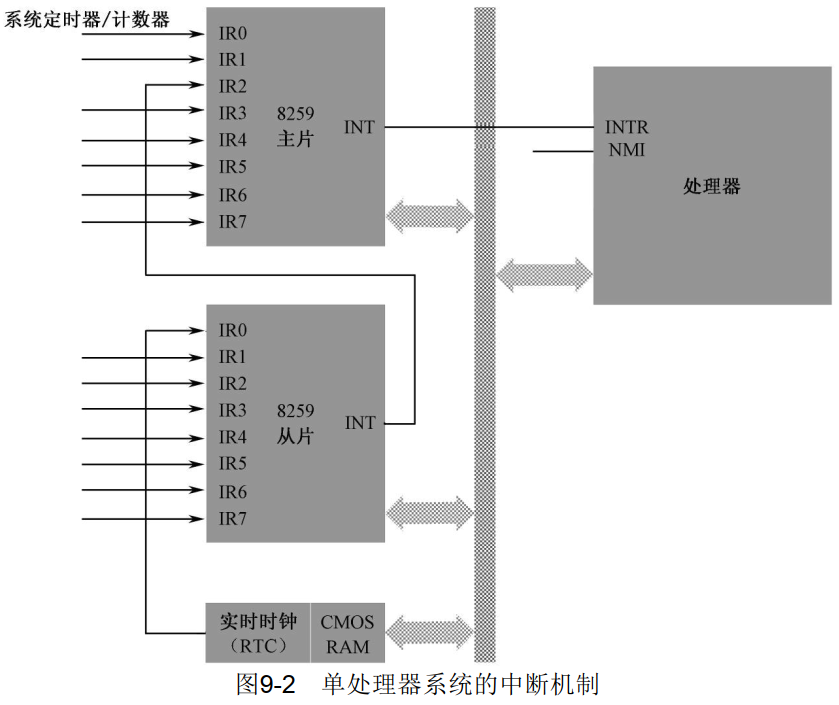 系统定时器/计数器
IR0
IR1
IR2
IR3
IR4
IR5
IR6
IR7
8259
主片
INT
INTR
NMI
处理器
IR0
IR1
IR2
IR3
IR4
IR5
IR6
IR7
8259
从片
INT
实时时钟
（RTC）
CMOS
RAM
图9-2 单处理器系统的中断机制